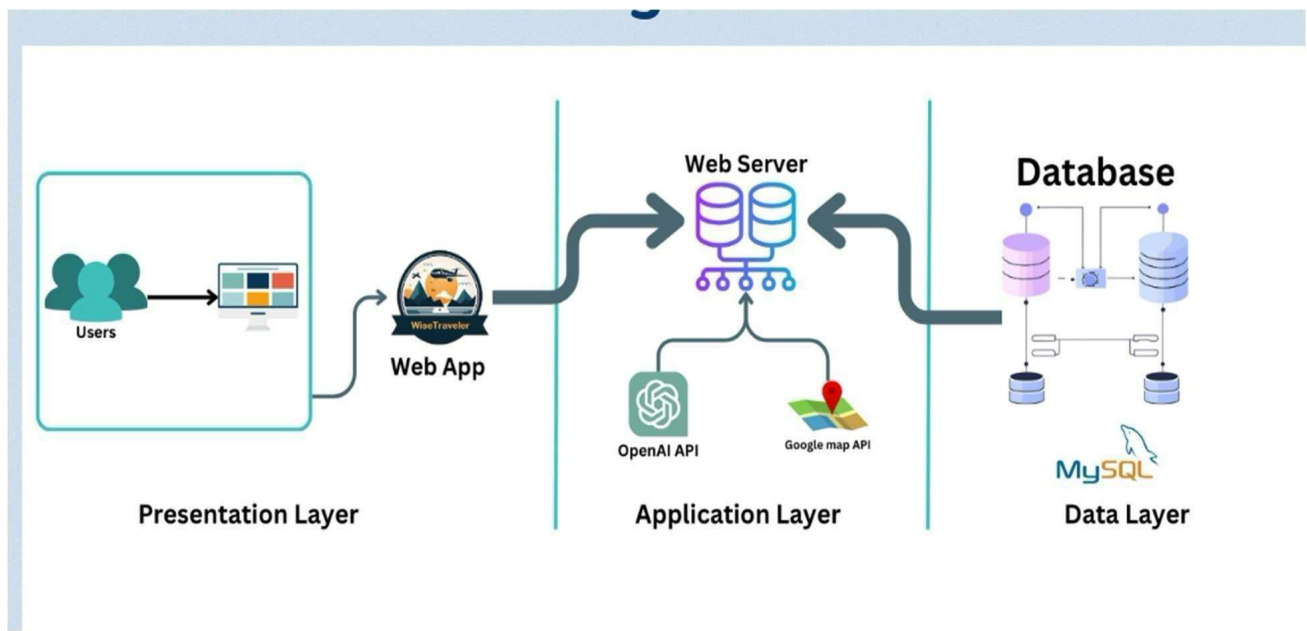 Users
WiseTraveler
Web App
Presentation Layer
Web Server
OpenAI API
Google map API
Application Layer
Database
MySQL
Data Layer